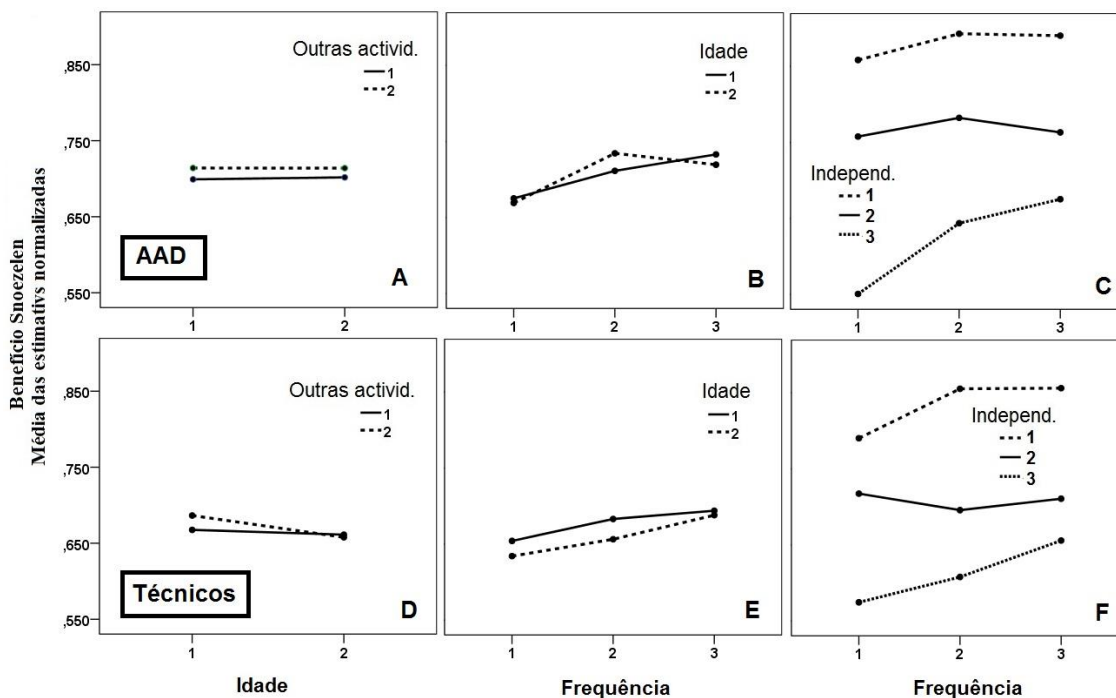 Benefício Snoezelen
Média das estimativs normalizadas
,850
,750
,650
,550
Outras activid.
1
2
AAD
A
1 2
Idade
1
2
B
1 2 3
Independ.
1
2
3
C
1 2 3
,850
,750
,650
,550
Outras activid.
1
2
Técnicos
D
1 2
Idade
Idade
1
2
E
1 2 3
Frequência
Independ.
1
2
3
F
1 2 3
Frequência